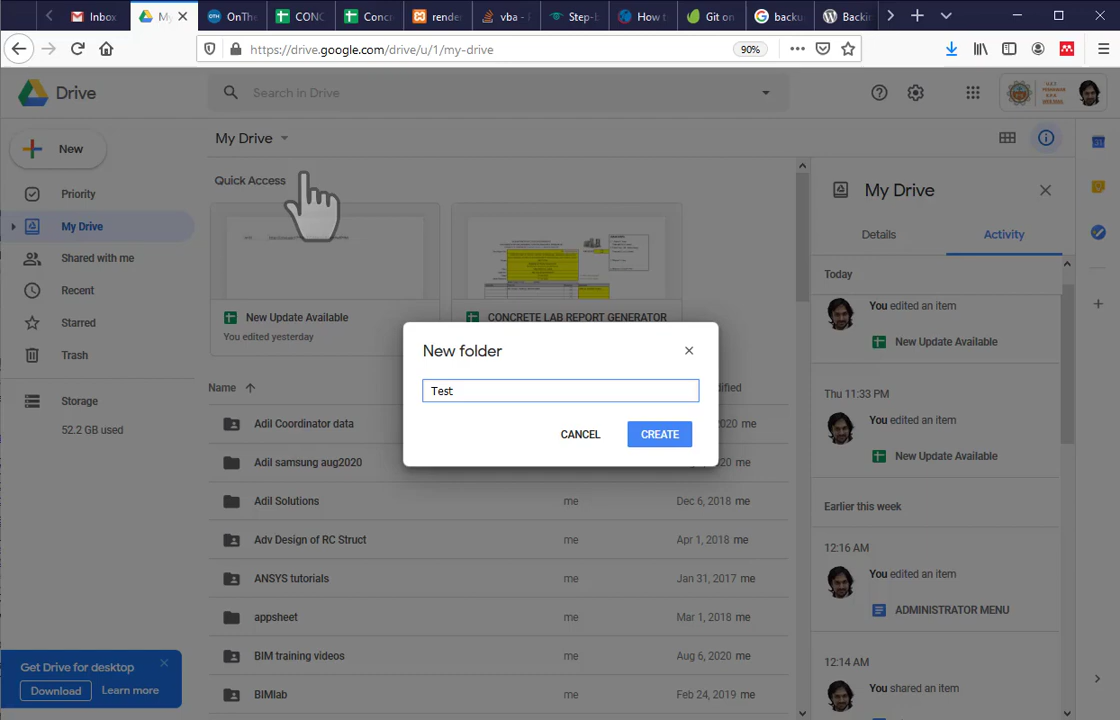 Inbox
My
OnThe
CONC
Concr
render
vba -
Step-b
How t
Git on
backu
Backin
https://drive.google.com/drive/u/1/my-drive
90%
Drive
Search in Drive
New
My Drive
Quick Access
Priority
My Drive
Shared with me
Recent
Starred
Trash
Storage
52.2 GB used
New Update Available
You edited yesterday
CONCRETE LAB REPORT GENERATOR
Name
dified
Adil Coordinator data
2020 me
Adil samsung aug2020
2020 me
Adil Solutions
me
Dec 6, 2018 me
Adv Design of RC Struct
me
Apr 1, 2018 me
ANSYS tutorials
me
Jan 31, 2017 me
appsheet
me
Mar 1, 2018 me
BIM training videos
me
Aug 6, 2020 me
BIMlab
me
Feb 24, 2019 me
New folder
Test
CANCEL
CREATE
My Drive
Details
Activity
Today
You edited an item
New Update Available
Thu 11:33 PM
You edited an item
New Update Available
Earlier this week
12:16 AM
You edited an item
ADMINISTRATOR MENU
12:14 AM
You shared an item
Get Drive for desktop
Download
Learn more